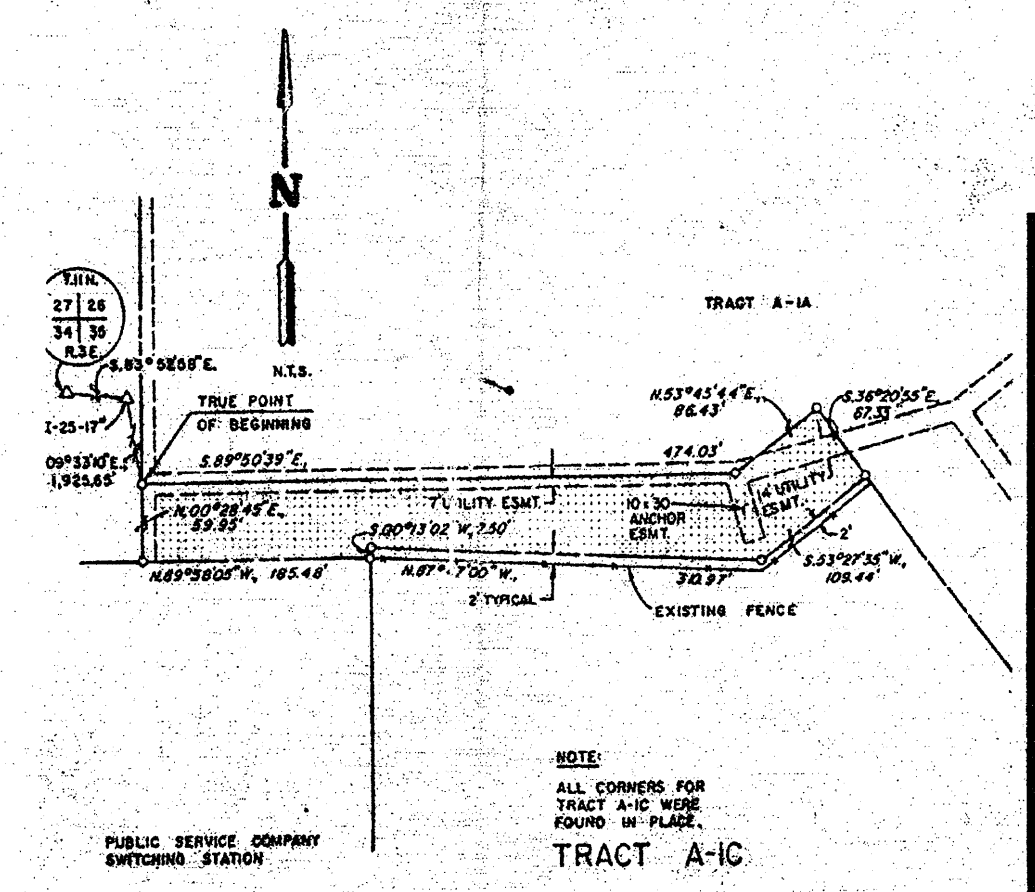 N
T.11N.
27 26
34 35
R.3E.
S.83°52'58"E.
N.T.S.
TRACT A-1A
TRUE POINT
OF BEGINNING
I-25-17"
09°33'10"E.,
1,925.65'
S.89°50'39"E.,
474.03'
N.53°45'44"E.,
86.43'
S.36°20'55"E.
67.33'
7' UTILITY ESMT.
10 x 30
ANCHOR
ESMT.
14' UTILITY
ESMT.
N.00°28'45"E.,
59.95'
S.00°13'02"W., 7.50'
2'
S.53°27'35"W.,
109.44'
N.89°38'05"W., 185.48'
310.97'
2' TYPICAL
EXISTING FENCE
NOTE:
ALL CORNERS FOR
TRACT A-1C WERE
FOUND IN PLACE.
TRACT A-1C
PUBLIC SERVICE COMPANY
SWITCHING STATION